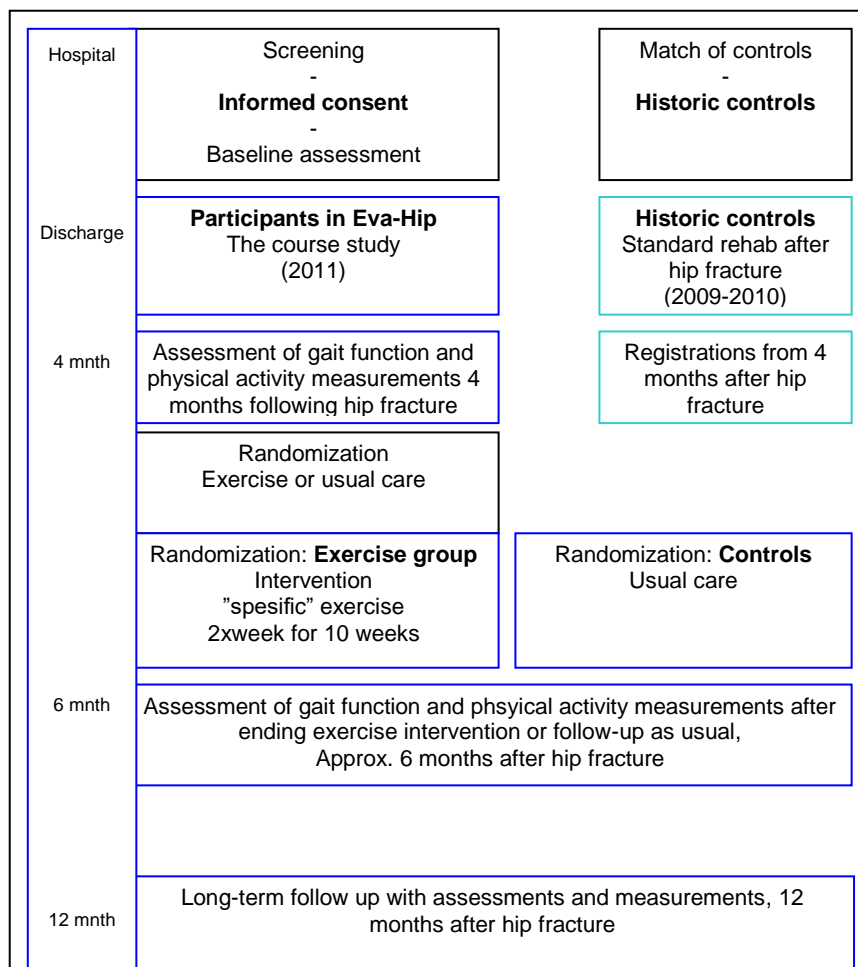 Hospital
Screening
-
Informed consent
-
Baseline assessment
Match of controls
-
Historic controls
Discharge
Participants in Eva-Hip
The course study
(2011)
Historic controls
Standard rehab after
hip fracture
(2009-2010)
4 mnth
Assessment of gait function and
physical activity measurements 4
months following hip fracture
Registrations from 4
months after hip
fracture
Randomization
Exercise or usual care
Randomization: Exercise group
Intervention
”spesific” exercise
2xweek for 10 weeks
Randomization: Controls
Usual care
6 mnth
Assessment of gait function and phsyical activity measurements after
ending exercise intervention or follow-up as usual,
Approx. 6 months after hip fracture
12 mnth
Long-term follow up with assessments and measurements, 12
months after hip fracture